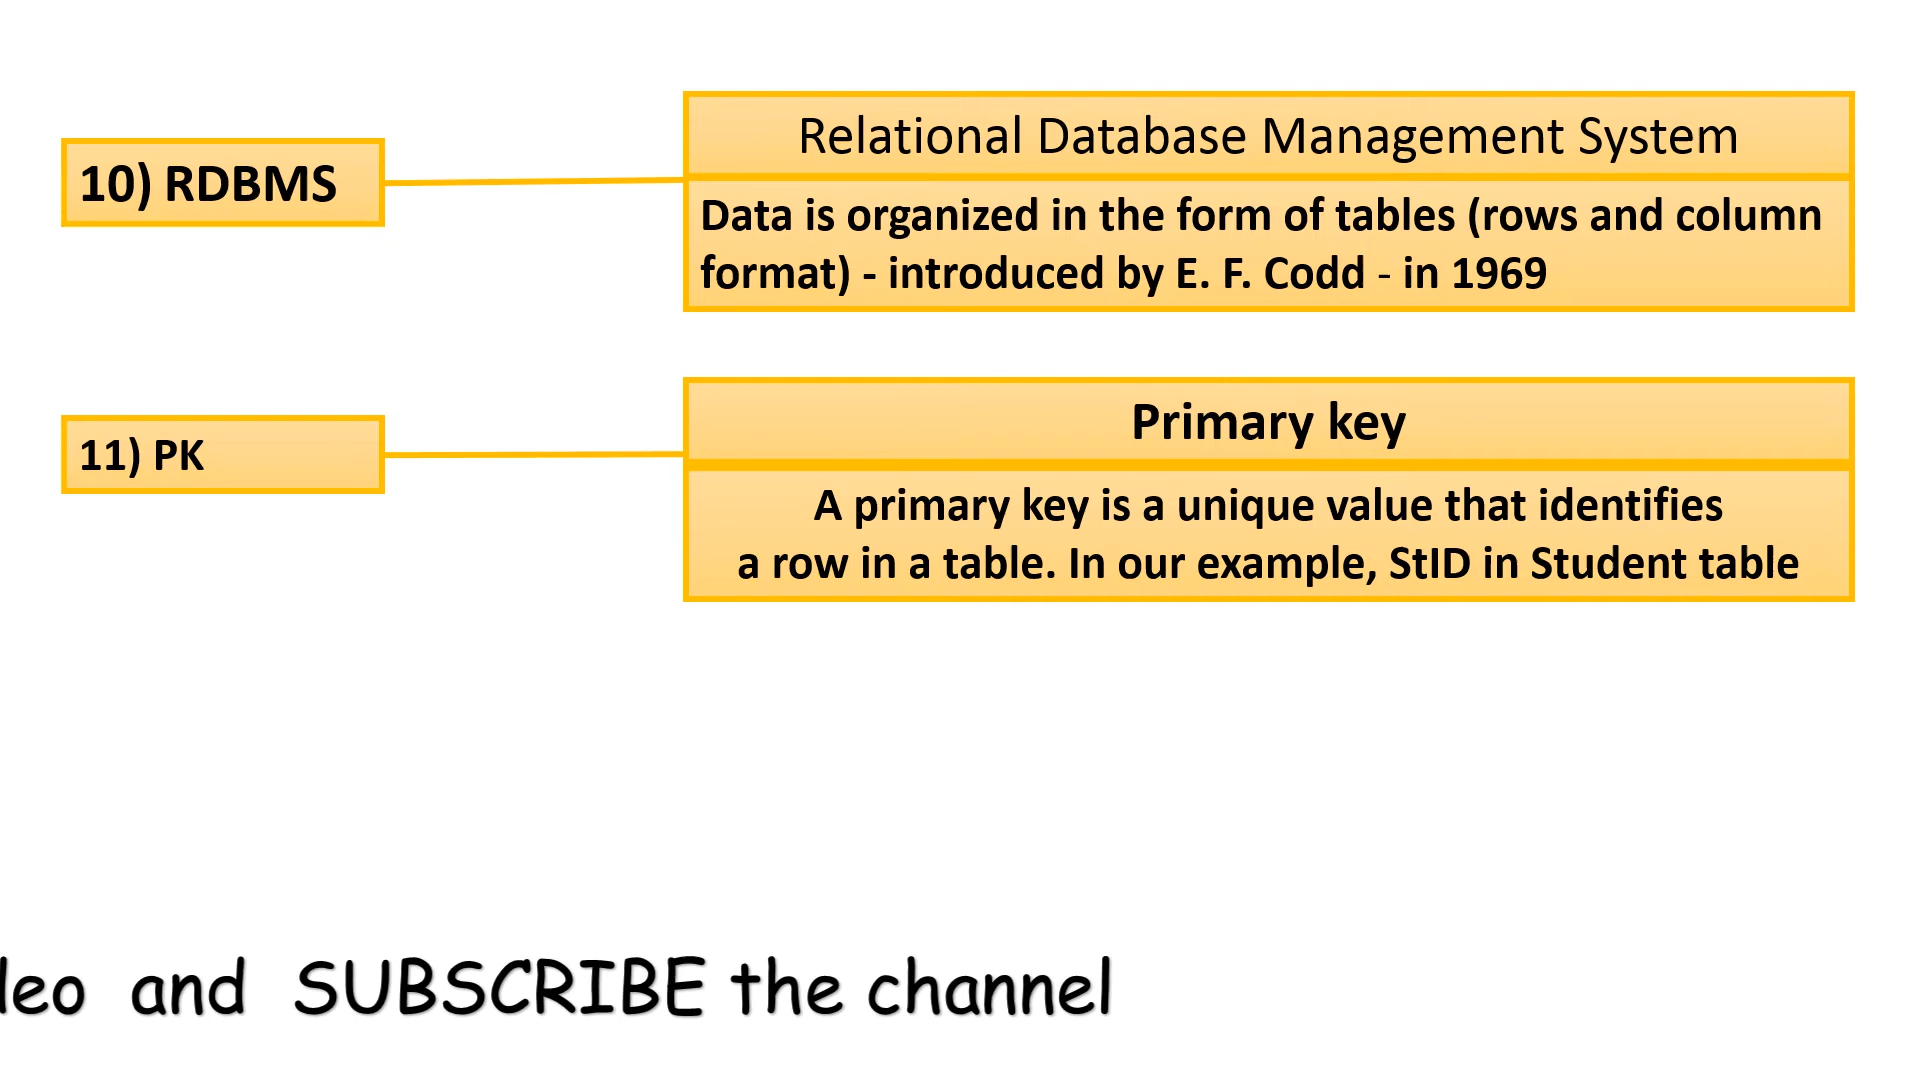 10) RDBMS
Relational Database Management System
Data is organized in the form of tables (rows and column
format) - introduced by E. F. Codd - in 1969
11) PK
Primary key
A primary key is a unique value that identifies
a row in a table. In our example, StID in Student table
and SUBSCRIBE the channel